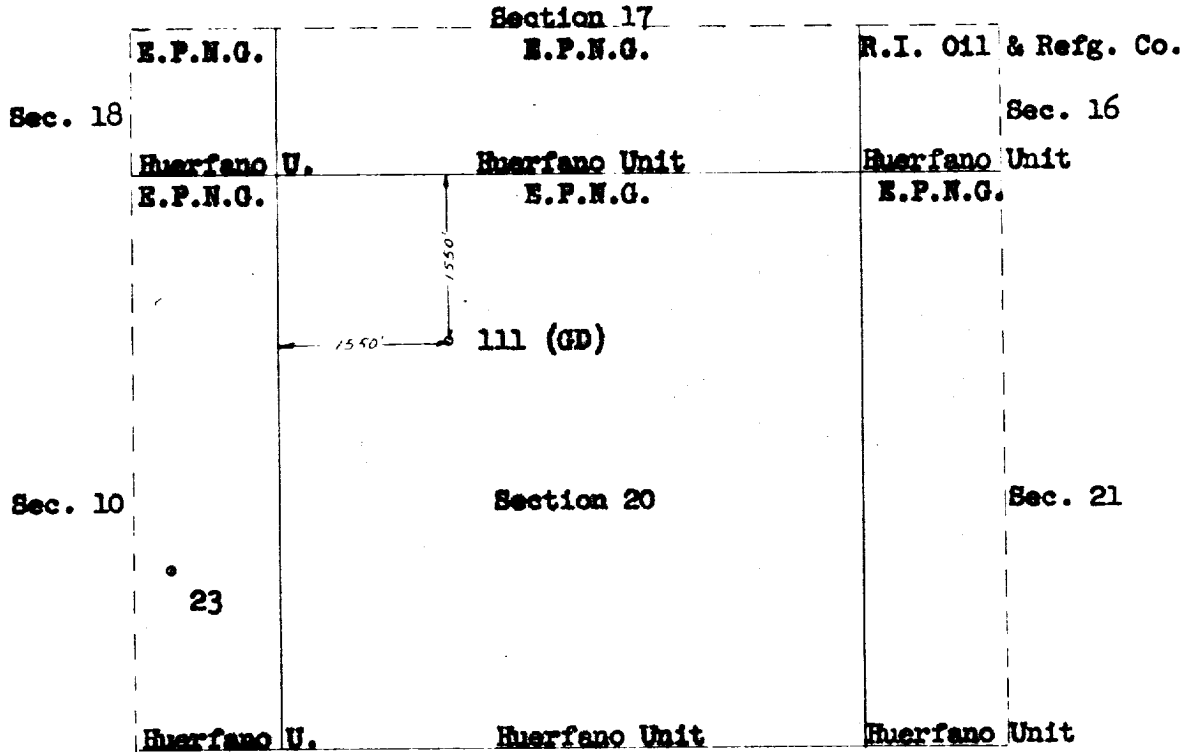 Section 17
E.P.N.G. E.P.N.G. R.I. Oil & Refg. Co.
Sec. 18 Sec. 16
Huerfano U. Huerfano Unit Huerfano Unit
E.P.N.G. E.P.N.G. E.P.N.G.
1550'
1550' 111 (GD)
Sec. 10 Section 20 Sec. 21
23
Huerfano U. Huerfano Unit Huerfano Unit